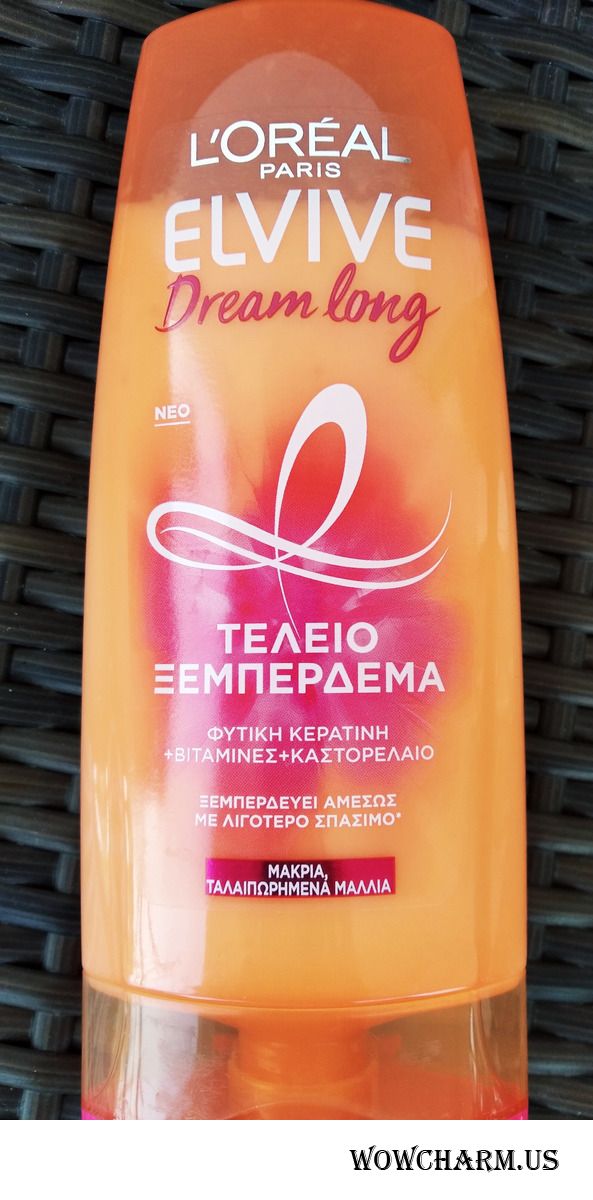 L'ORÉAL
PARIS
ELVIVE
Dream long
ΝΕΟ
ΤΕΛΕΙΟ
ΞΕΜΠΕΡΔΕΜΑ
ΦΥΤΙΚΗ ΚΕΡΑΤΙΝΗ
+ΒΙΤΑΜΙΝΕΣ+ΚΑΣΤΟΡΕΛΑΙΟ
ΞΕΜΠΕΡΔΕΥΕΙ ΑΜΕΣΩΣ
ΜΕ ΛΙΓΟΤΕΡΟ ΣΠΑΣΙΜΟ*
ΜΑΚΡΙΑ,
ΤΑΛΑΙΠΩΡΗΜΕΝΑ ΜΑΛΛΙΑ
WOWCHARM.US